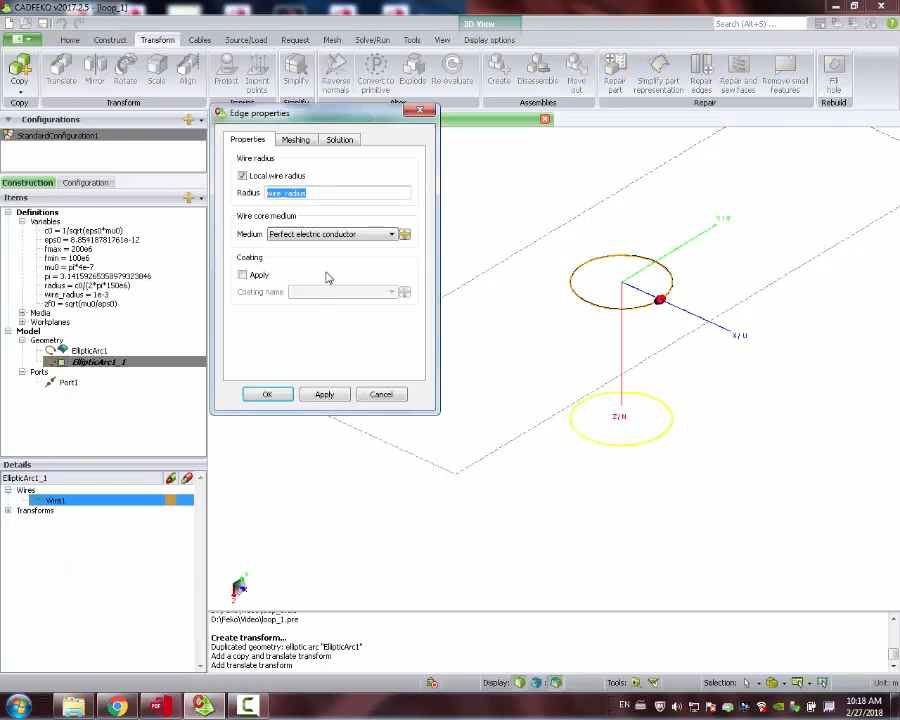 CADFEKO v2017.2.5 - [loop_1]
3D View
Search (Alt+S) ...
Home Construct Transform Cables Source/Load Request Mesh Solve/Run Tools View Display options
Copy Translate Mirror Rotate Scale Align Project Imprint points Simplify Reverse normals Convert to primitive Explode Re-evaluate Create Disassemble Move out Repair part Simplify part representation Repair edges Repair and sew faces Remove small features Fill hole
Copy Transform Simplify Assemblies Repair Rebuild
Configurations
StandardConfiguration1
Construction Configuration
Items
Definitions
Variables
c0 = 1/sqrt(eps0*mu0)
eps0 = 8.85418781761e-12
fmax = 200e6
fmin = 100e6
mu0 = pi*4e-7
pi = 3.14159265358979323846
radius = c0/(2*pi*150e6)
wire_radius = 1e-3
zf0 = sqrt(mu0/eps0)
Media
Workplanes
Model
Geometry
EllipticArc1
EllipticArc1_1
Ports
Port1
Details
EllipticArc1_1
Wires
Wire1
Transforms
Edge properties
Properties Meshing Solution
Wire radius
Local wire radius
Radius wire_radius
Wire core medium
Medium Perfect electric conductor
Coating
Apply
Coating name
OK Apply Cancel
Y/V
X/U
Z/N
Y
X
Z
D:\Feko\Video\loop_1.pre
Create transform...
Duplicated geometry: elliptic arc "EllipticArc1"
Add a copy and translate transform
Add translate transform
Display: Tools: Selection: Unit: m
PDF
EN
10:18 AM
2/27/2018